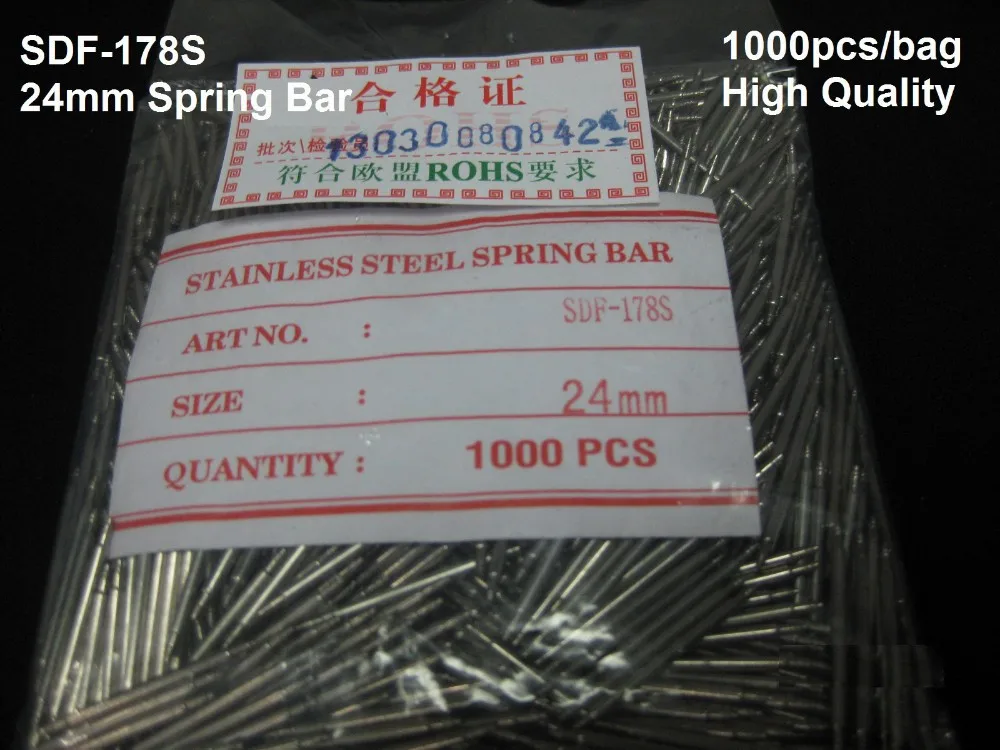 SDF-178S
24mm Spring Bar
1000pcs/bag
High Quality
合格证
批次\检验
符合欧盟ROHS要求
STAINLESS STEEL SPRING BAR
ART NO. : SDF-178S
SIZE : 24mm
QUANTITY : 1000 PCS